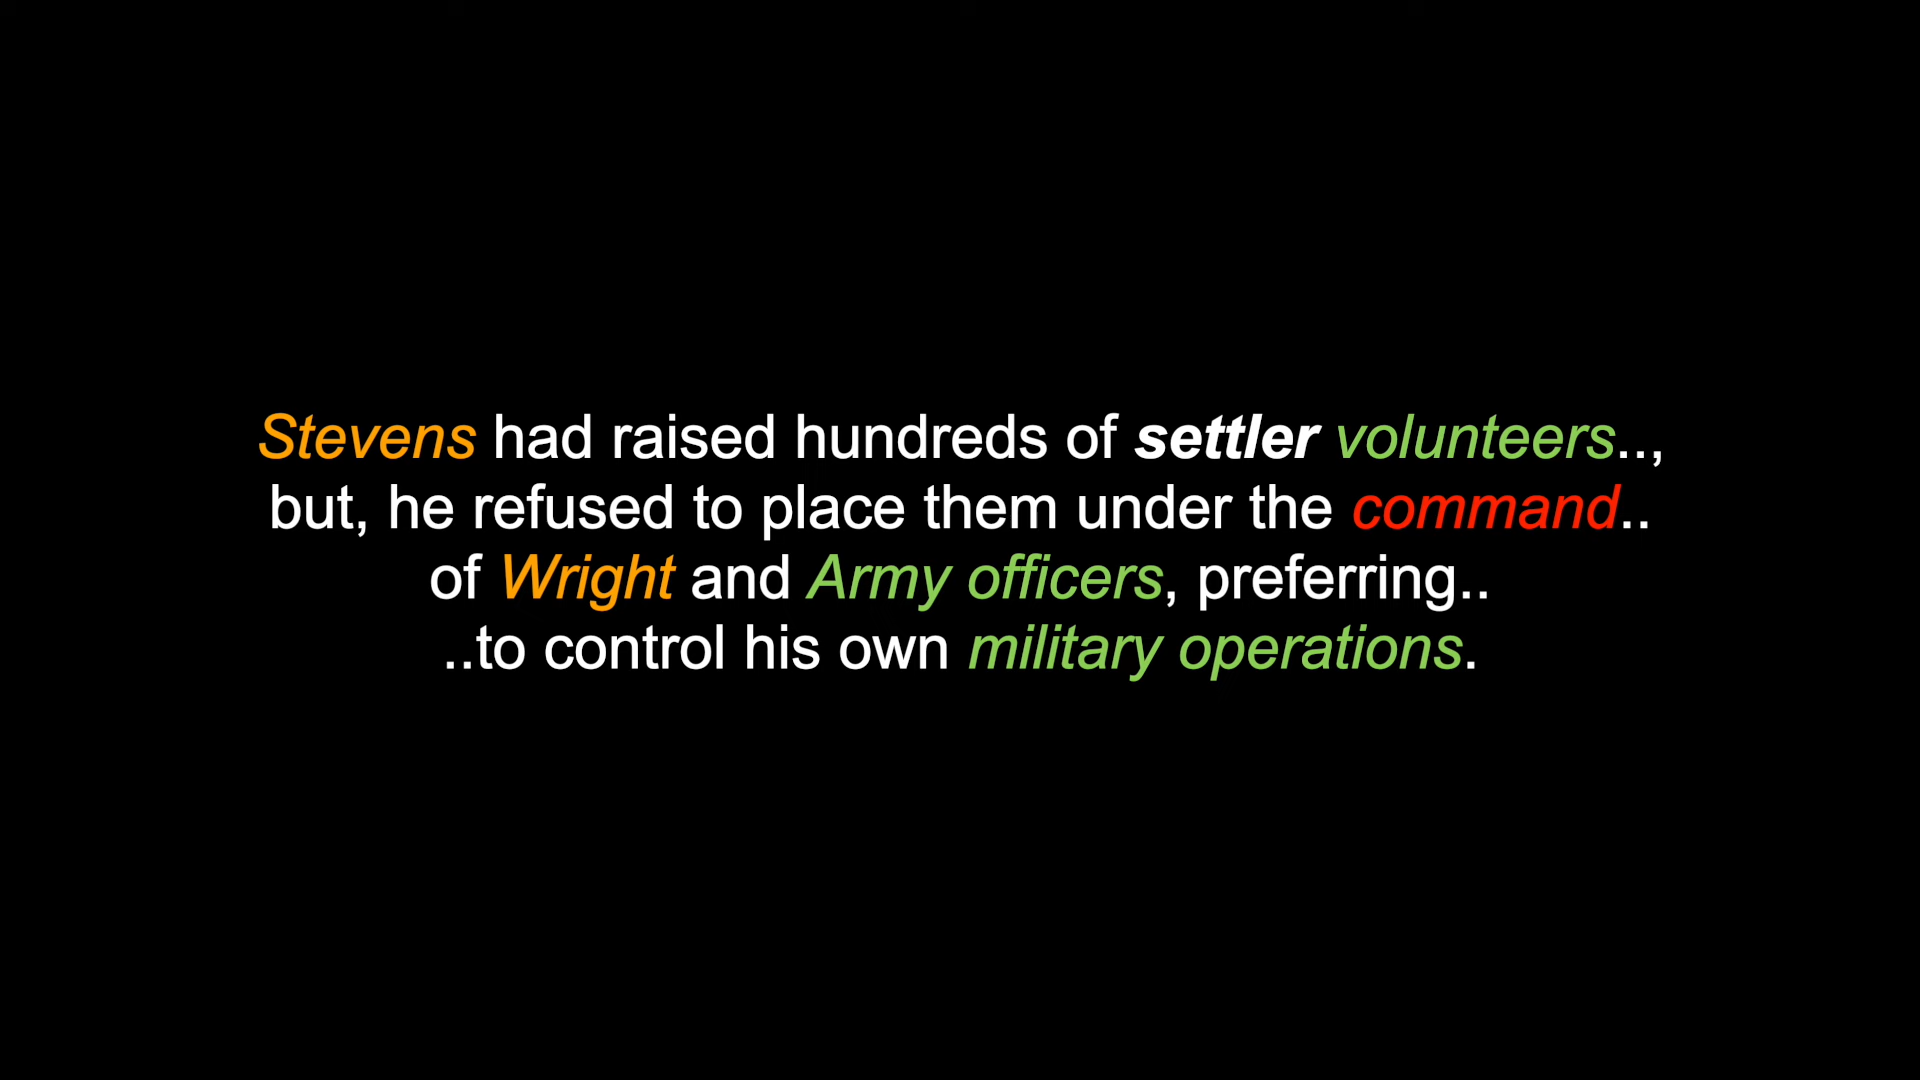 Stevens had raised hundreds of settler volunteers..,
but, he refused to place them under the command..
of Wright and Army officers, preferring..
..to control his own military operations.